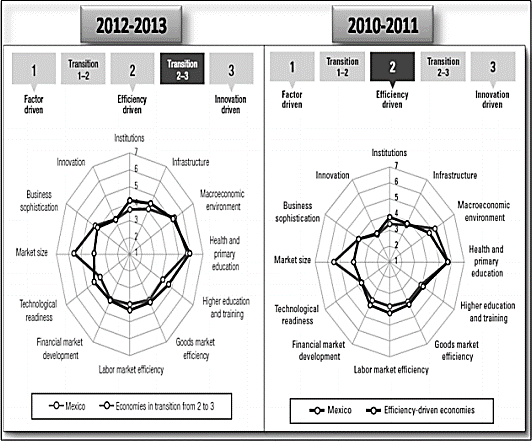 2012-2013
1
Transition
1–2
2
Transition
2–3
3
Factor
driven
Efficiency
driven
Innovation
driven
Institutions
Infrastructure
Macroeconomic
environment
Health and
primary
education
Higher education
and training
Goods market
efficiency
Labor market efficiency
Financial market
development
Technological
readiness
Market size
Business
sophistication
Innovation
7
6
5
4
3
2
1
Mexico
Economies in transition from 2 to 3
2010-2011
1
Transition
1–2
2
Transition
2–3
3
Factor
driven
Efficiency
driven
Innovation
driven
Institutions
Infrastructure
Macroeconomic
environment
Health and
primary
education
Higher education
and training
Goods market
efficiency
Labor market efficiency
Financial market
development
Technological
readiness
Market size
Business
sophistication
Innovation
7
6
5
4
3
2
1
Mexico
Efficiency-driven economies